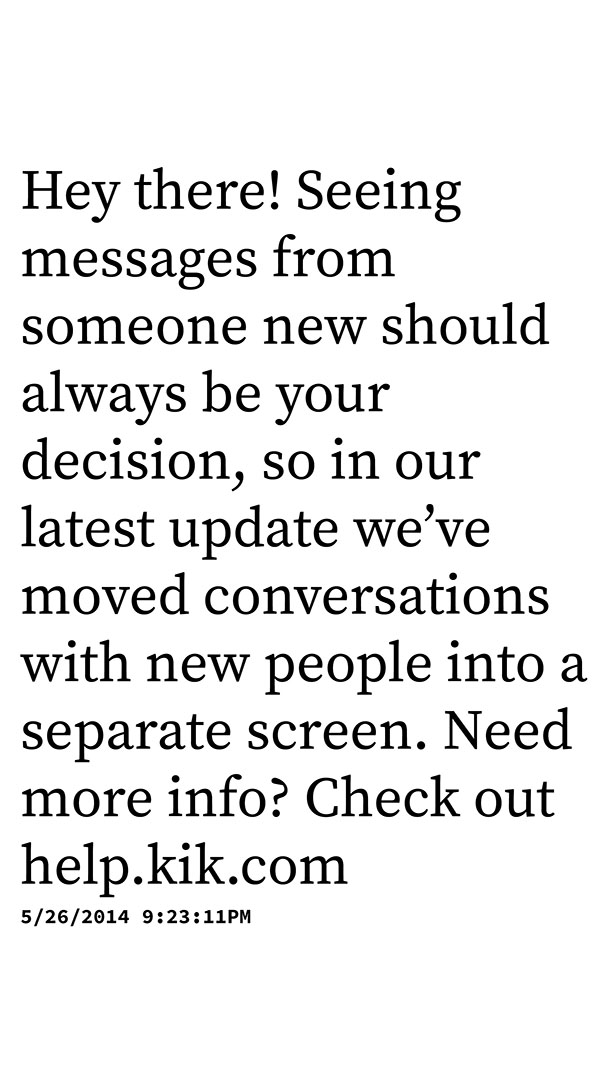 Hey there! Seeing
messages from
someone new should
always be your
decision, so in our
latest update we’ve
moved conversations
with new people into a
separate screen. Need
more info? Check out
help.kik.com
5/26/2014 9:23:11PM